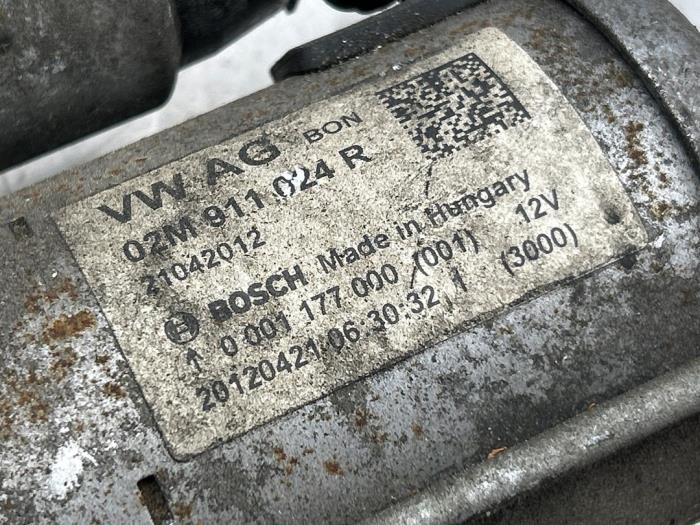 VW AG BON
02M 911 024 R
21042012
BOSCH Made in Hungary
↑ 0 001 177 000 (001) 12V
20120421 06:30:32 1 (3000)